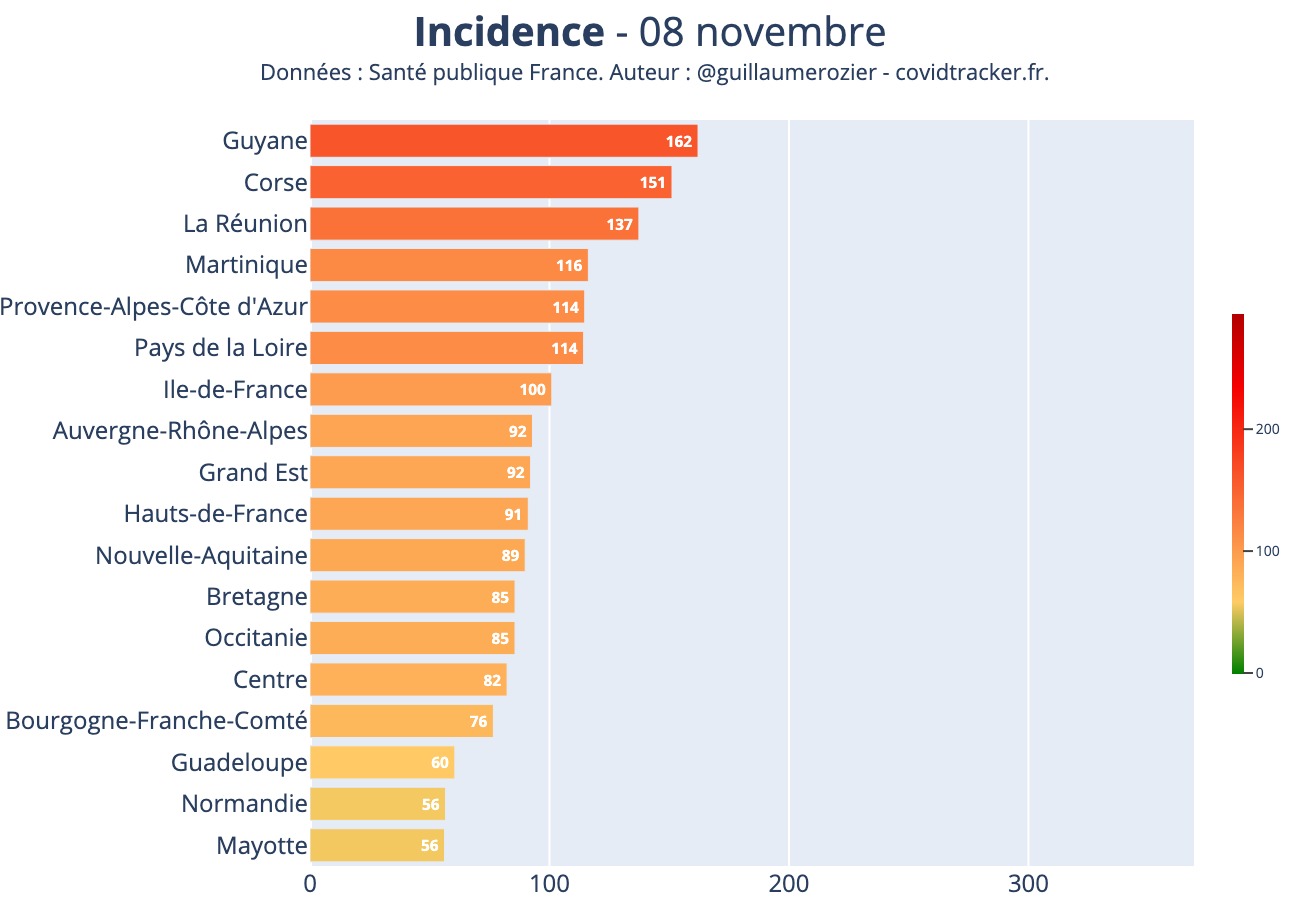 Incidence - 08 novembre
Données : Santé publique France. Auteur : @guillaumerozier - covidtracker.fr.
Guyane 162
Corse 151
La Réunion 137
Martinique 116
Provence-Alpes-Côte d'Azur 114
Pays de la Loire 114
Ile-de-France 100
Auvergne-Rhône-Alpes 92
Grand Est 92
Hauts-de-France 91
Nouvelle-Aquitaine 89
Bretagne 85
Occitanie 85
Centre 82
Bourgogne-Franche-Comté 76
Guadeloupe 60
Normandie 56
Mayotte 56
0 100 200 300
200
100
0